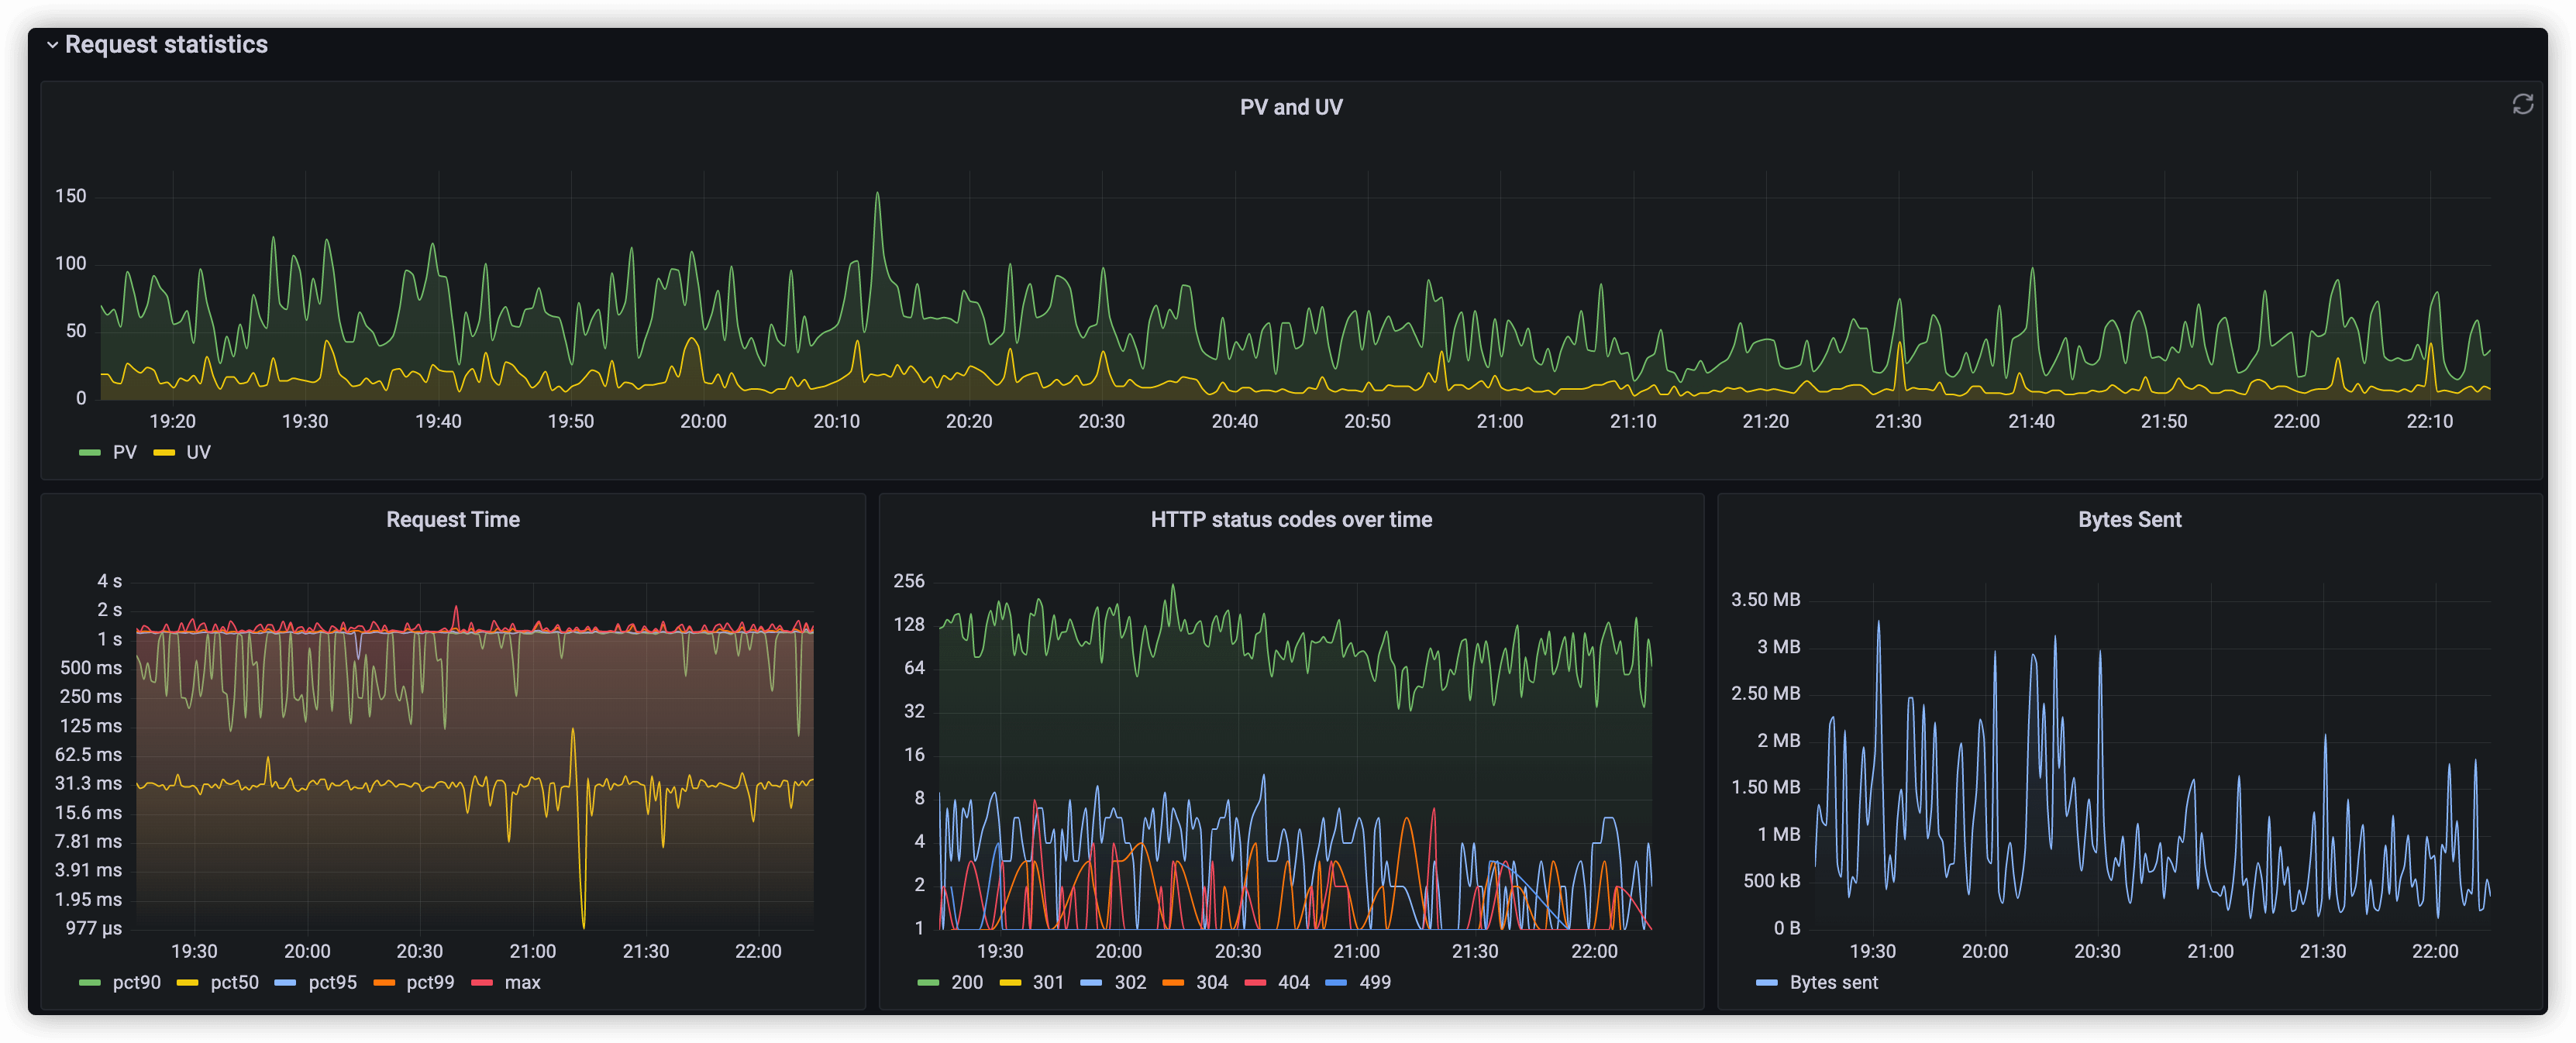 Request statistics
PV and UV
150
100
50
0
19:20 19:30 19:40 19:50 20:00 20:10 20:20 20:30 20:40 20:50 21:00 21:10 21:20 21:30 21:40 21:50 22:00 22:10
PV UV
Request Time
4 s
2 s
1 s
500 ms
250 ms
125 ms
62.5 ms
31.3 ms
15.6 ms
7.81 ms
3.91 ms
1.95 ms
977 µs
19:30 20:00 20:30 21:00 21:30 22:00
pct90 pct50 pct95 pct99 max
HTTP status codes over time
256
128
64
32
16
8
4
2
1
19:30 20:00 20:30 21:00 21:30 22:00
200 301 302 304 404 499
Bytes Sent
3.50 MB
3 MB
2.50 MB
2 MB
1.50 MB
1 MB
500 kB
0 B
19:30 20:00 20:30 21:00 21:30 22:00
Bytes sent